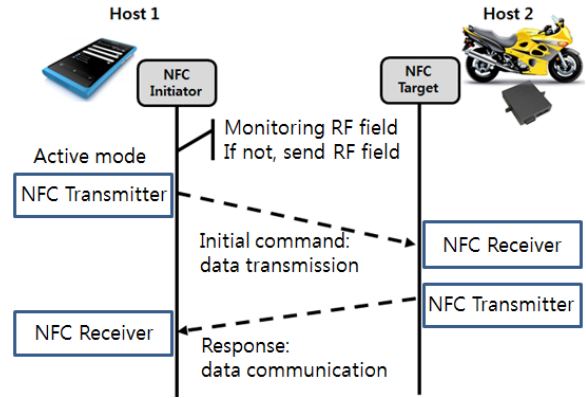 Host 1
Host 2
NFC
Initiator
NFC
Target
Monitoring RF field
If not, send RF field
Active mode
NFC Transmitter
Initial command:
data transmission
NFC Receiver
NFC Transmitter
NFC Receiver
Response:
data communication